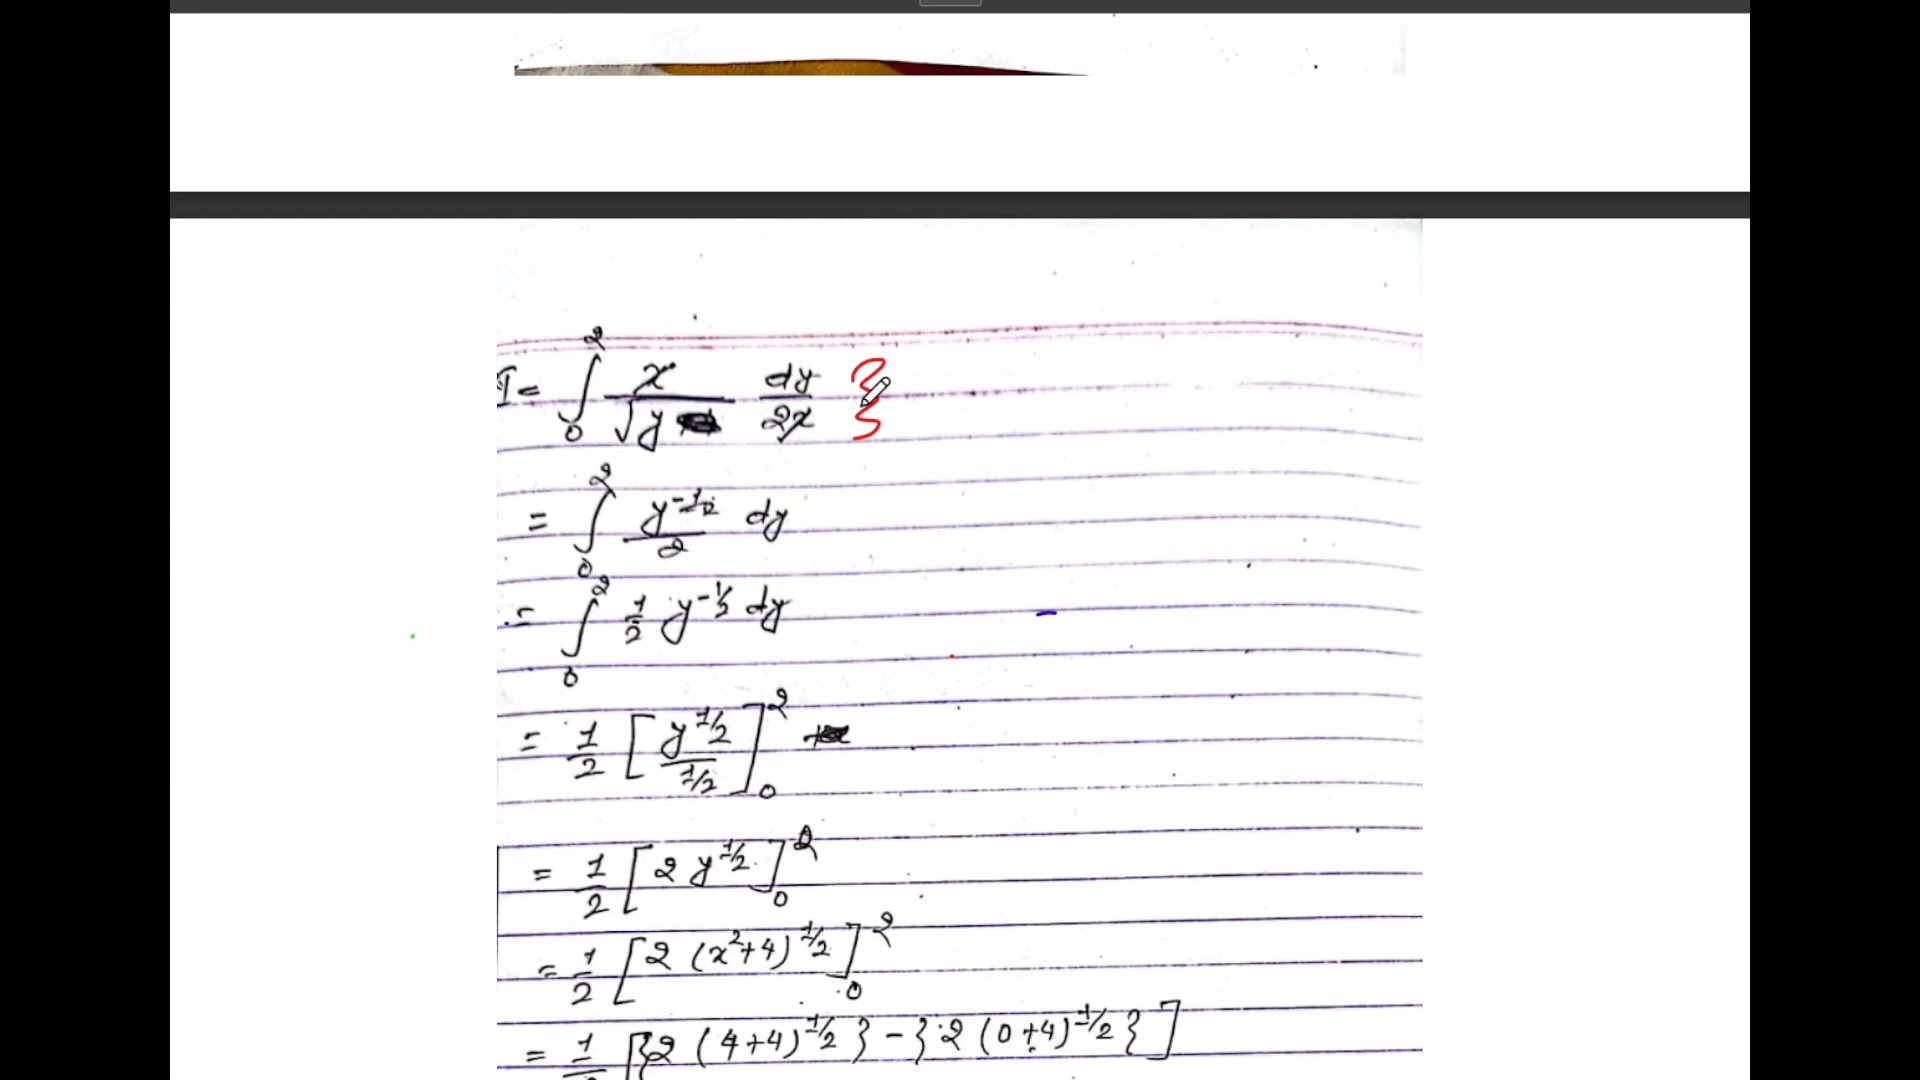 I = ∫₀² x/√y dy/2x }
= ∫₀² y^(-1/2)/2 dy
= ∫₀² 1/2 y^(-1/2) dy
= 1/2 [ y^(1/2) / (1/2) ]₀²
= 1/2 [ 2 y^(1/2) ]₀²
= 1/2 [ 2 (x²+4)^(1/2) ]₀²
= 1/2 [ {2 (4+4)^(1/2)} - {2 (0+4)^(1/2)} ]